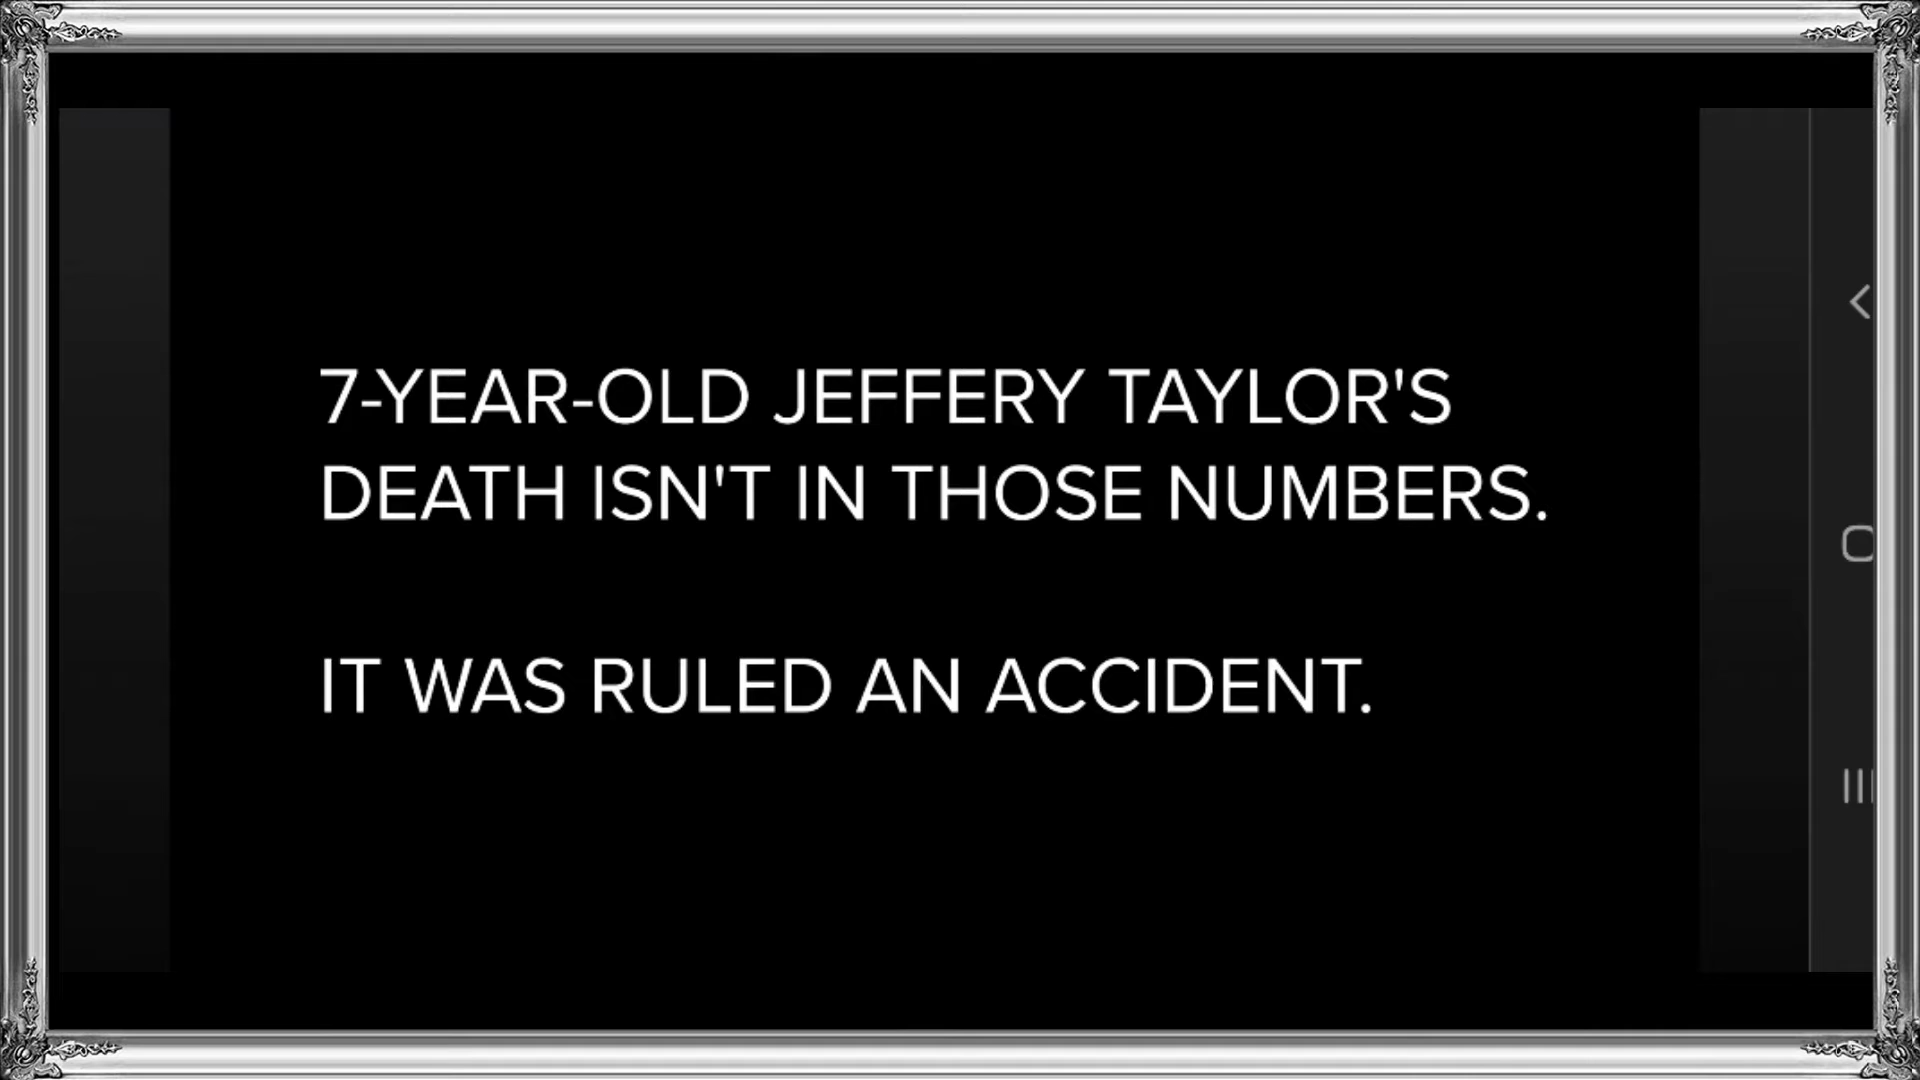 7-YEAR-OLD JEFFERY TAYLOR'S
DEATH ISN'T IN THOSE NUMBERS.
IT WAS RULED AN ACCIDENT.